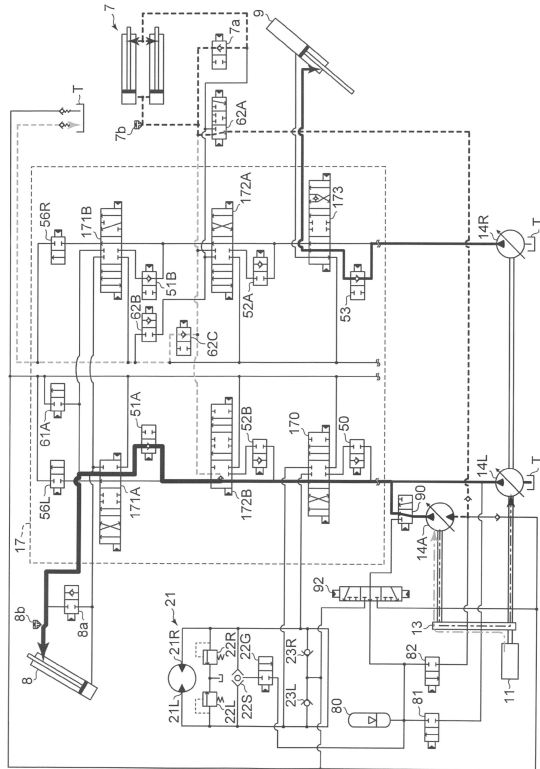 7
9
7a
7b
T
62A
56R
171B
172A
173
14R
T
51B
62B
52A
53
62C
61A
51A
52B
170
50
56L
171A
172B
14L
T
17
90
14A
8b
8a
8
92
13
21
21R
21L
22R
22G
22L
22S
23R
23L
80
82
81
11